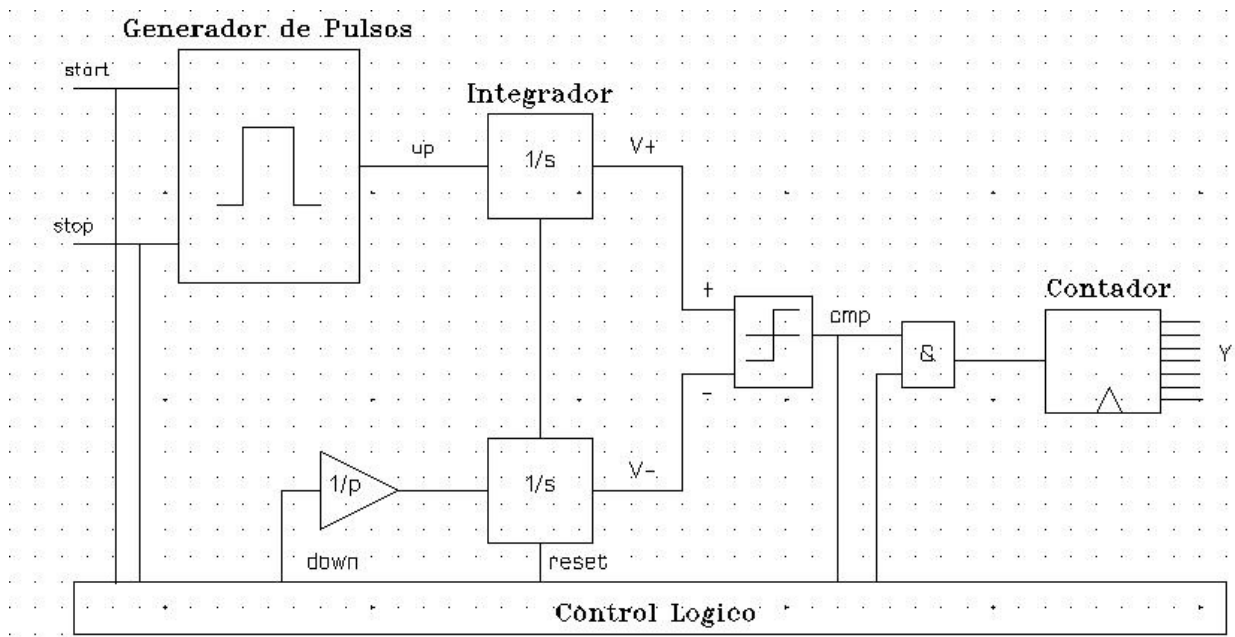 Generador de Pulsos
start
Integrador
up
1/s
V+
stop
+
Contador
cmp
&
Y
-
1/p
1/s
V-
down
reset
Control Logico